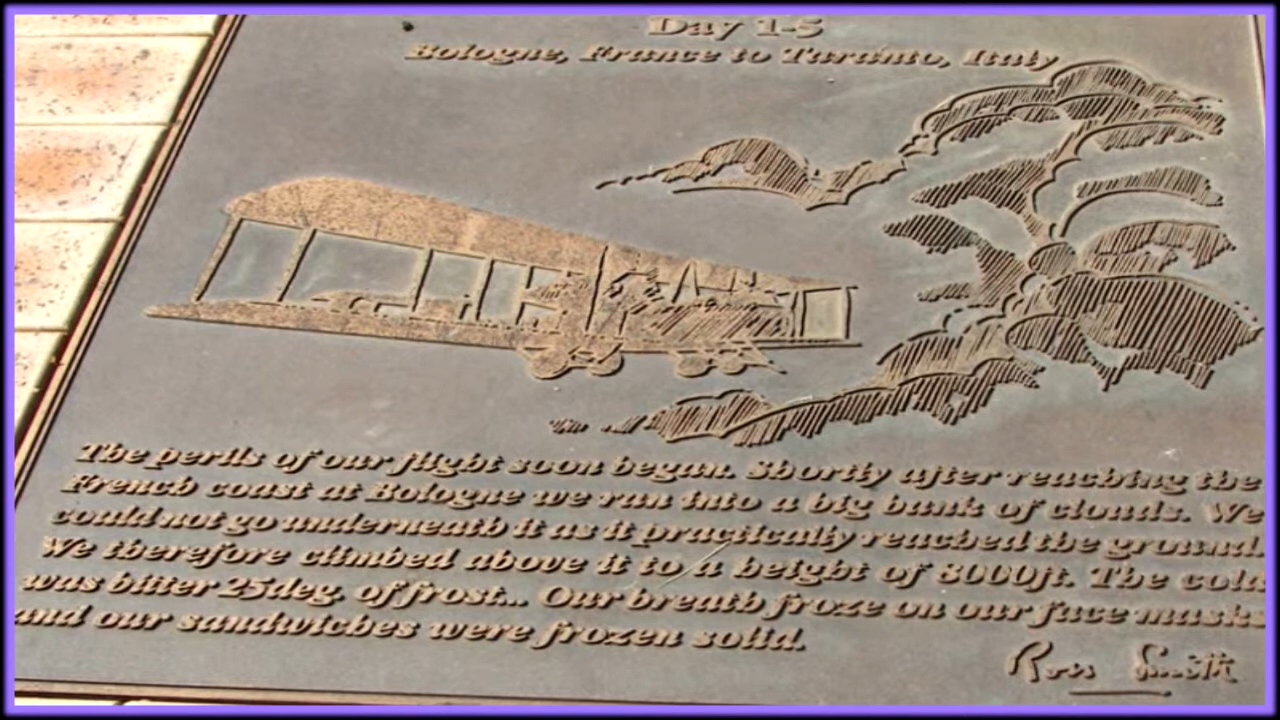 Day 1-5
Bologne, France to Taranto, Italy
The perils of our flight soon began. Shortly after reaching the
French coast at Bologne we ran into a big bank of clouds. We
could not go underneath it as it practically reached the ground.
We therefore climbed above it to a height of 8000ft. The cold
was bitter 25deg. of frost... Our breath froze on our face masks
and our sandwiches were frozen solid.
Ross Smith